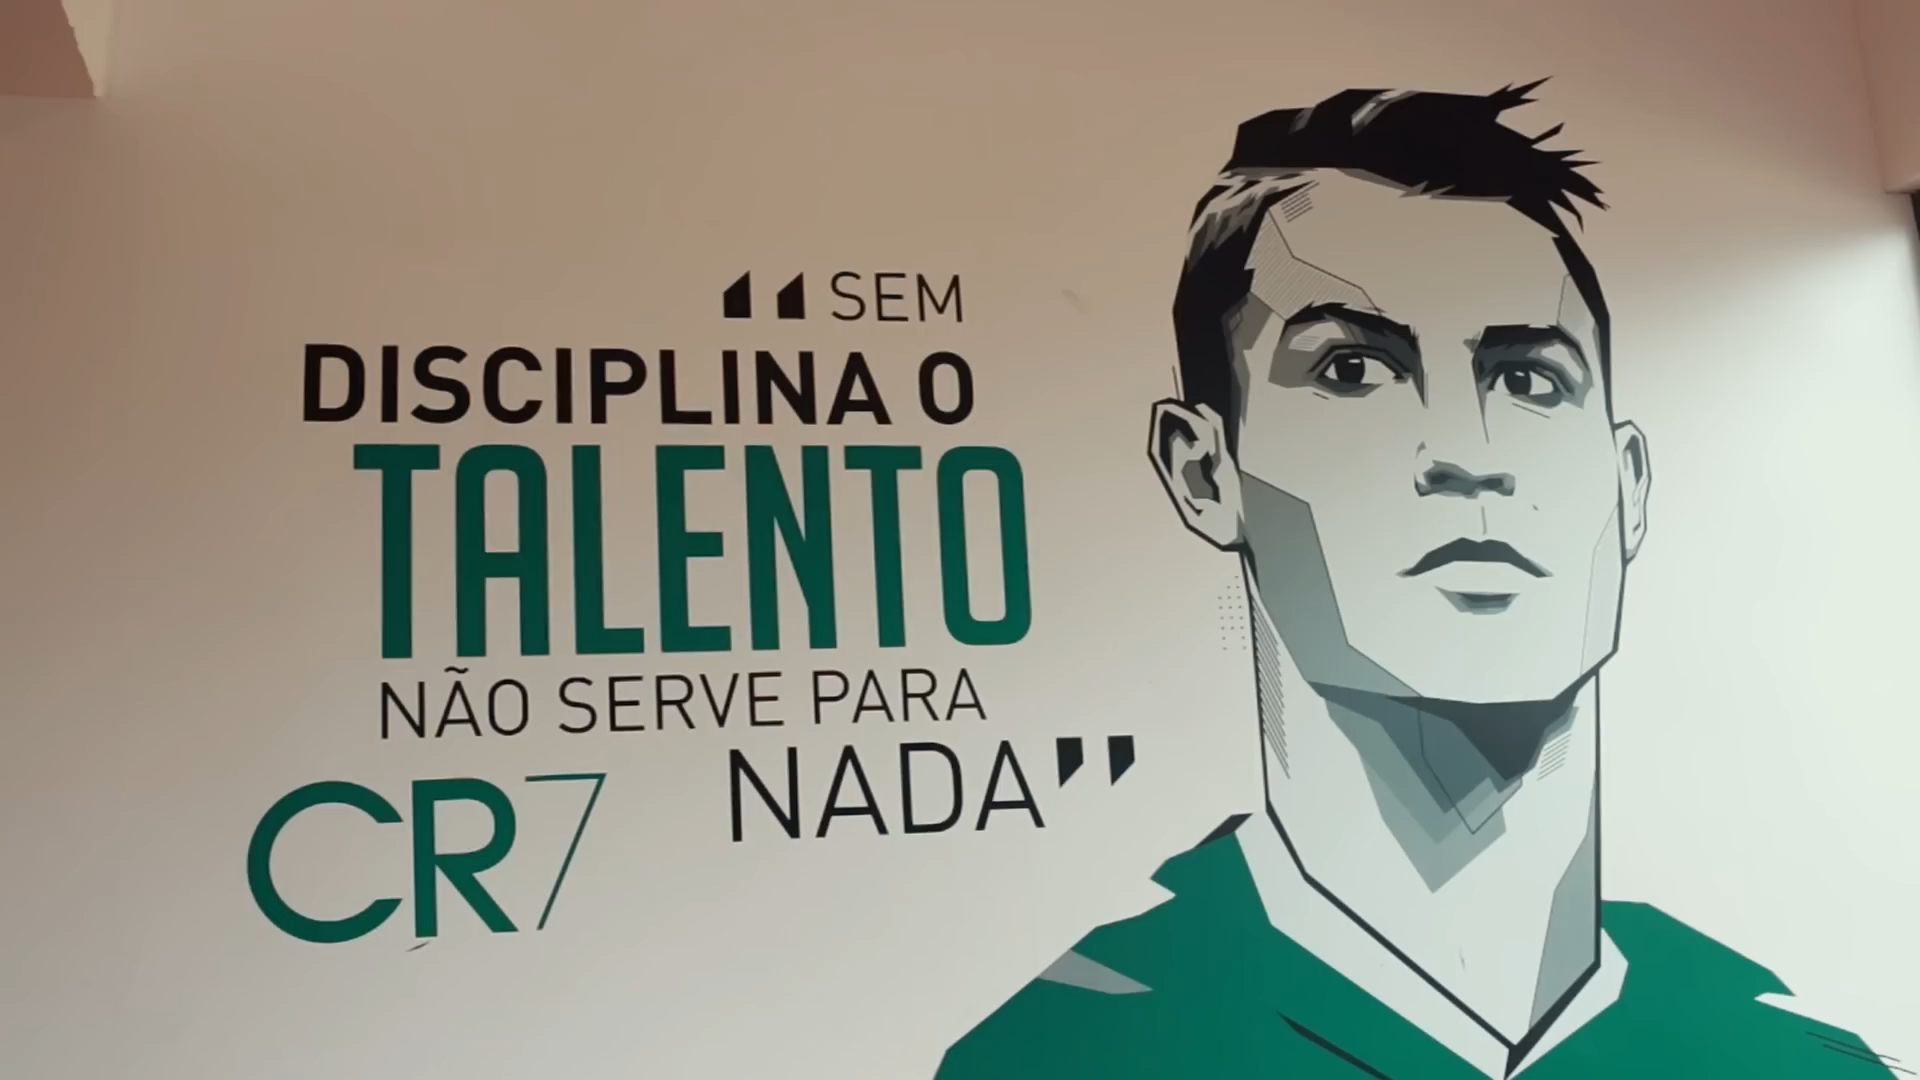 “ SEM
DISCIPLINA O
TALENTO
NÃO SERVE PARA
NADA”
CR7